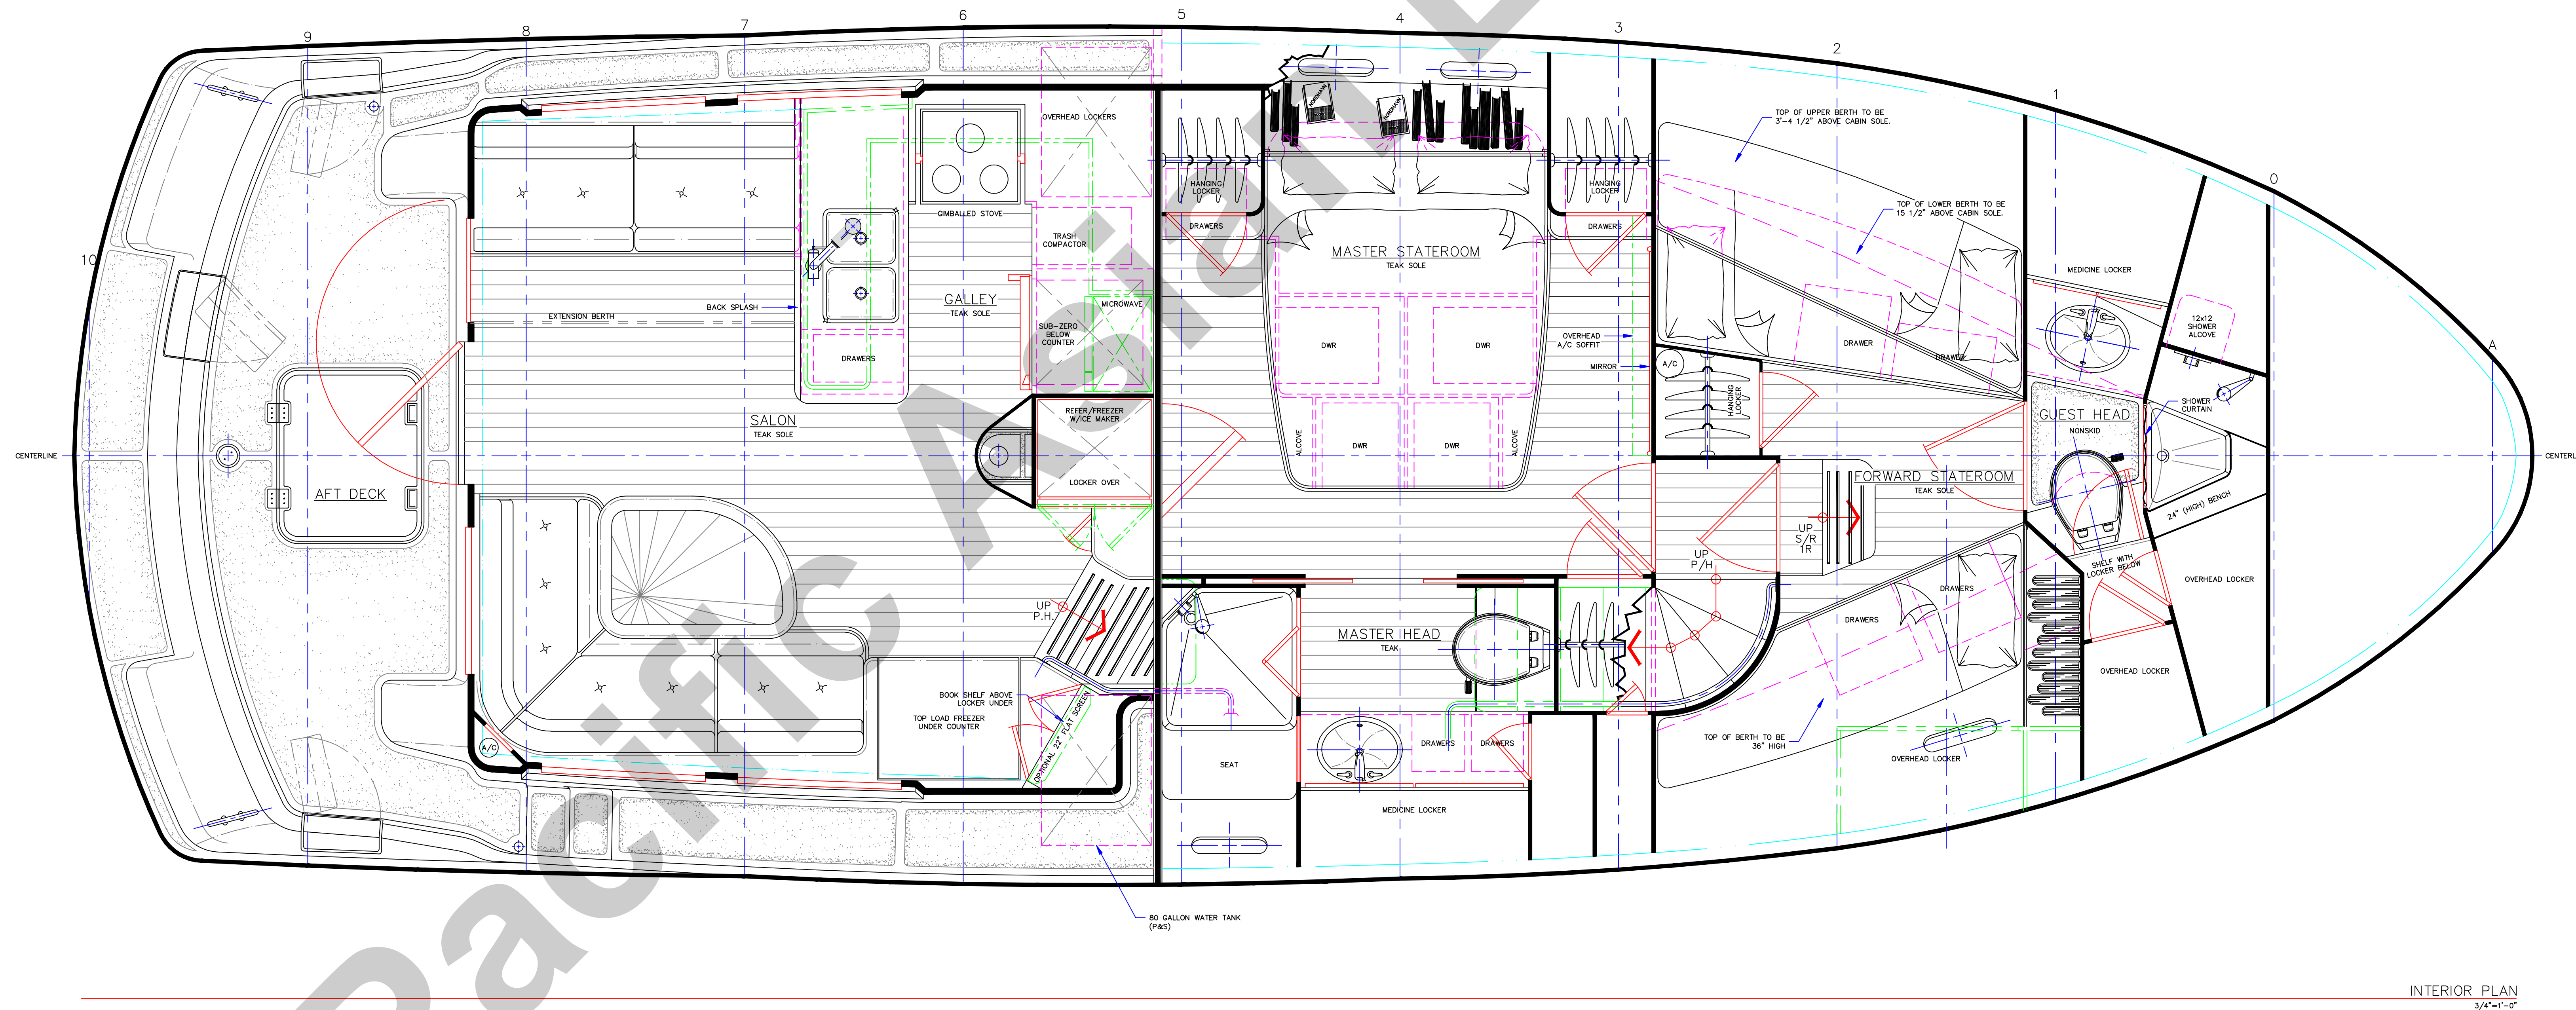 10
9
8
7
6
5
4
3
2
1
0
A
CENTERLINE
AFT DECK
EXTENSION BERTH
SALON
TEAK SOLE
A/C
BACK SPLASH
DRAWERS
GIMBALLED STOVE
GALLEY
TEAK SOLE
OVERHEAD LOCKERS
TRASH
COMPACTOR
MICROWAVE
SUB-ZERO
BELOW
COUNTER
REFER/FREEZER
W/ICE MAKER
LOCKER OVER
UP
P.H.
BOOK SHELF ABOVE
LOCKER UNDER
TOP LOAD FREEZER
UNDER COUNTER
OPTIONAL 22" FLAT SCREEN
80 GALLON WATER TANK
(P&S)
HANGING
LOCKER
DRAWERS
NORDHAVN
NORDHAVN
MASTER STATEROOM
TEAK SOLE
DWR
DWR
DWR
DWR
ALCOVE
ALCOVE
HANGING
LOCKER
DRAWERS
OVERHEAD
A/C SOFFIT
MIRROR
MASTER HEAD
TEAK
SEAT
DRAWERS
DRAWERS
MEDICINE LOCKER
A/C
HANGING
LOCKER
UP
P/H
UP
S/R
1R
TOP OF UPPER BERTH TO BE
3'-4 1/2" ABOVE CABIN SOLE.
TOP OF LOWER BERTH TO BE
15 1/2" ABOVE CABIN SOLE.
DRAWER
DRAWER
FORWARD STATEROOM
TEAK SOLE
DRAWERS
DRAWERS
TOP OF BERTH TO BE
36" HIGH
OVERHEAD LOCKER
MEDICINE LOCKER
12x12
SHOWER
ALCOVE
GUEST HEAD
NONSKID
SHOWER
CURTAIN
24" (HIGH) BENCH
SHELF WITH
LOCKER BELOW
OVERHEAD LOCKER
OVERHEAD LOCKER
CENTERL
INTERIOR PLAN
3/4"=1'-0"
Pacific Asian